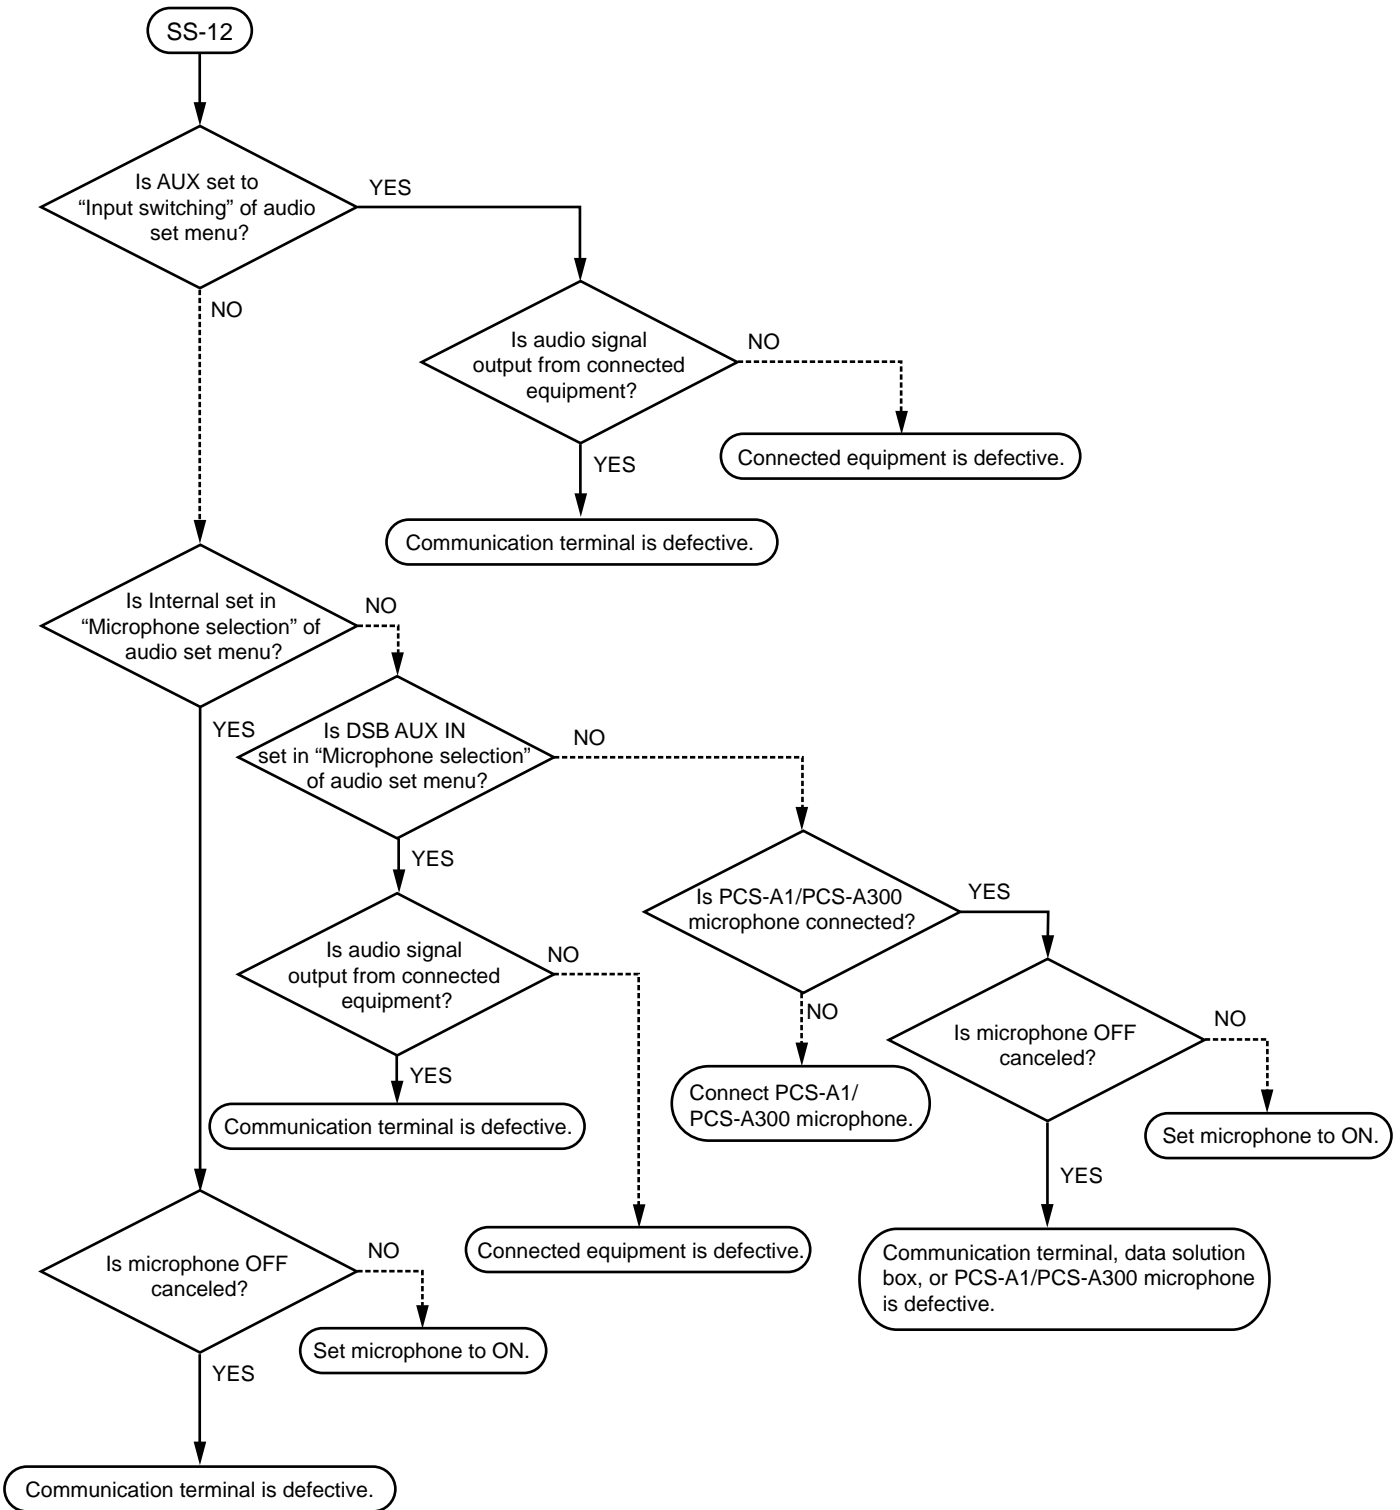 SS-12
Is AUX set to
“Input switching” of audio
set menu?
YES
NO
Is audio signal
output from connected
equipment?
NO
YES
Connected equipment is defective.
Communication terminal is defective.
Is Internal set in
“Microphone selection” of
audio set menu?
NO
YES
Is DSB AUX IN
set in “Microphone selection”
of audio set menu?
NO
YES
Is PCS-A1/PCS-A300
microphone connected?
YES
NO
Is audio signal
output from connected
equipment?
NO
YES
Is microphone OFF
canceled?
NO
YES
Connect PCS-A1/
PCS-A300 microphone.
Communication terminal is defective.
Set microphone to ON.
Is microphone OFF
canceled?
NO
YES
Connected equipment is defective.
Communication terminal, data solution
box, or PCS-A1/PCS-A300 microphone
is defective.
Set microphone to ON.
Communication terminal is defective.